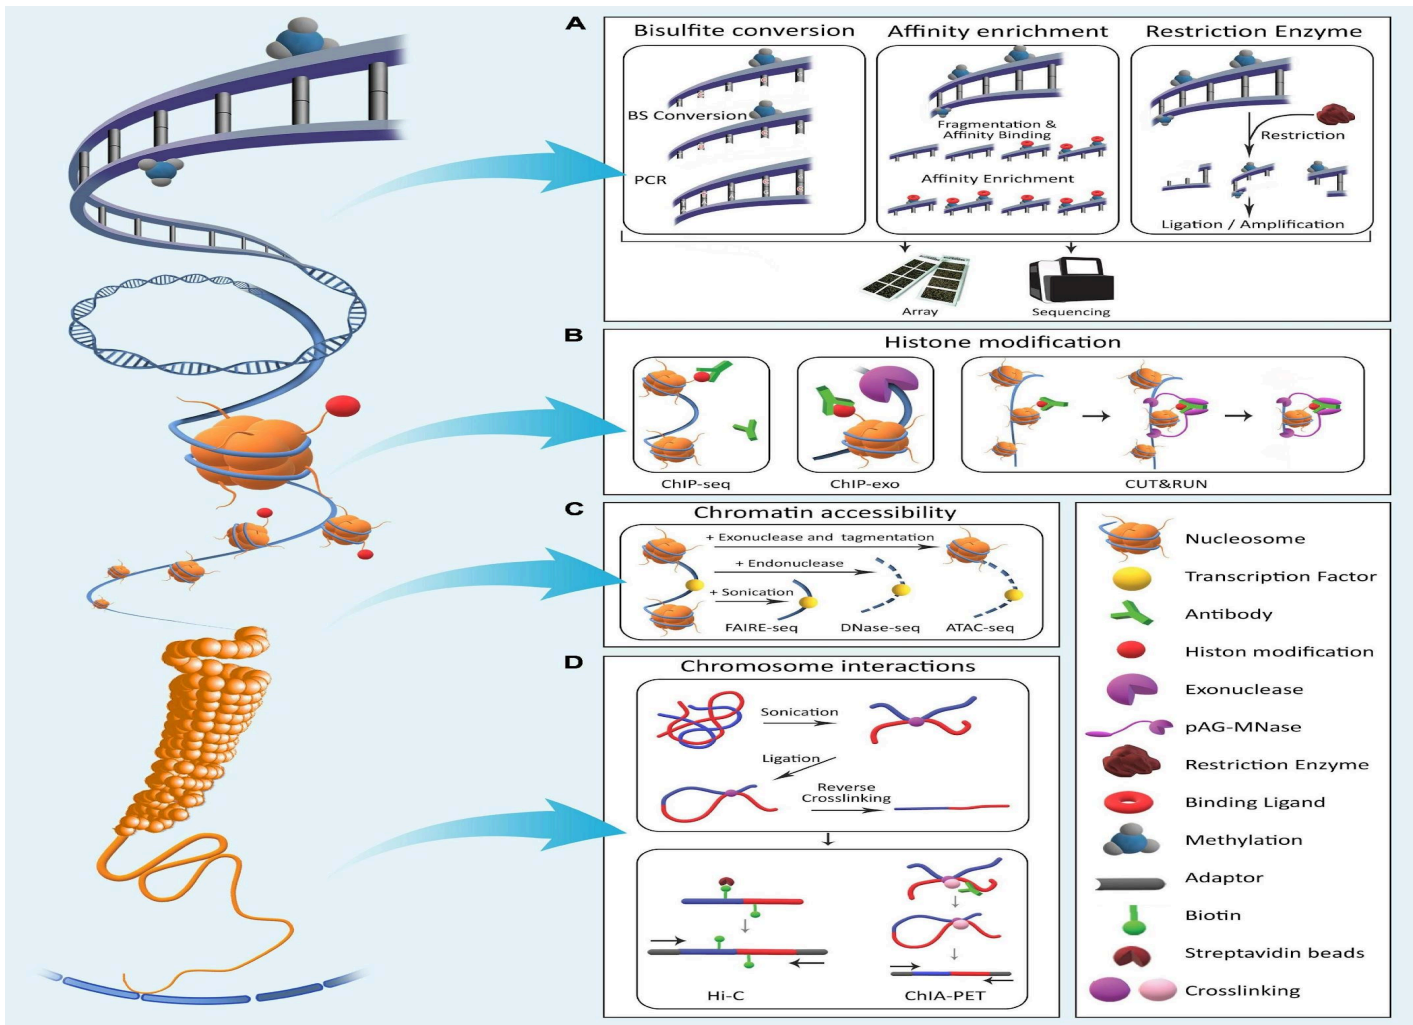 A
Bisulfite conversion
Affinity enrichment
Restriction Enzyme
BS Conversion
PCR
Fragmentation &
Affinity Binding
Affinity Enrichment
Restriction
Ligation / Amplification
Array
Sequencing
B
Histone modification
ChIP-seq
ChIP-exo
CUT&RUN
C
Chromatin accessibility
+ Exonuclease and tagmentation
+ Endonuclease
+ Sonication
FAIRE-seq
DNase-seq
ATAC-seq
D
Chromosome interactions
Sonication
Ligation
Reverse
Crosslinking
Hi-C
ChIA-PET
Nucleosome
Transcription Factor
Antibody
Histon modification
Exonuclease
pAG-MNase
Restriction Enzyme
Binding Ligand
Methylation
Adaptor
Biotin
Streptavidin beads
Crosslinking